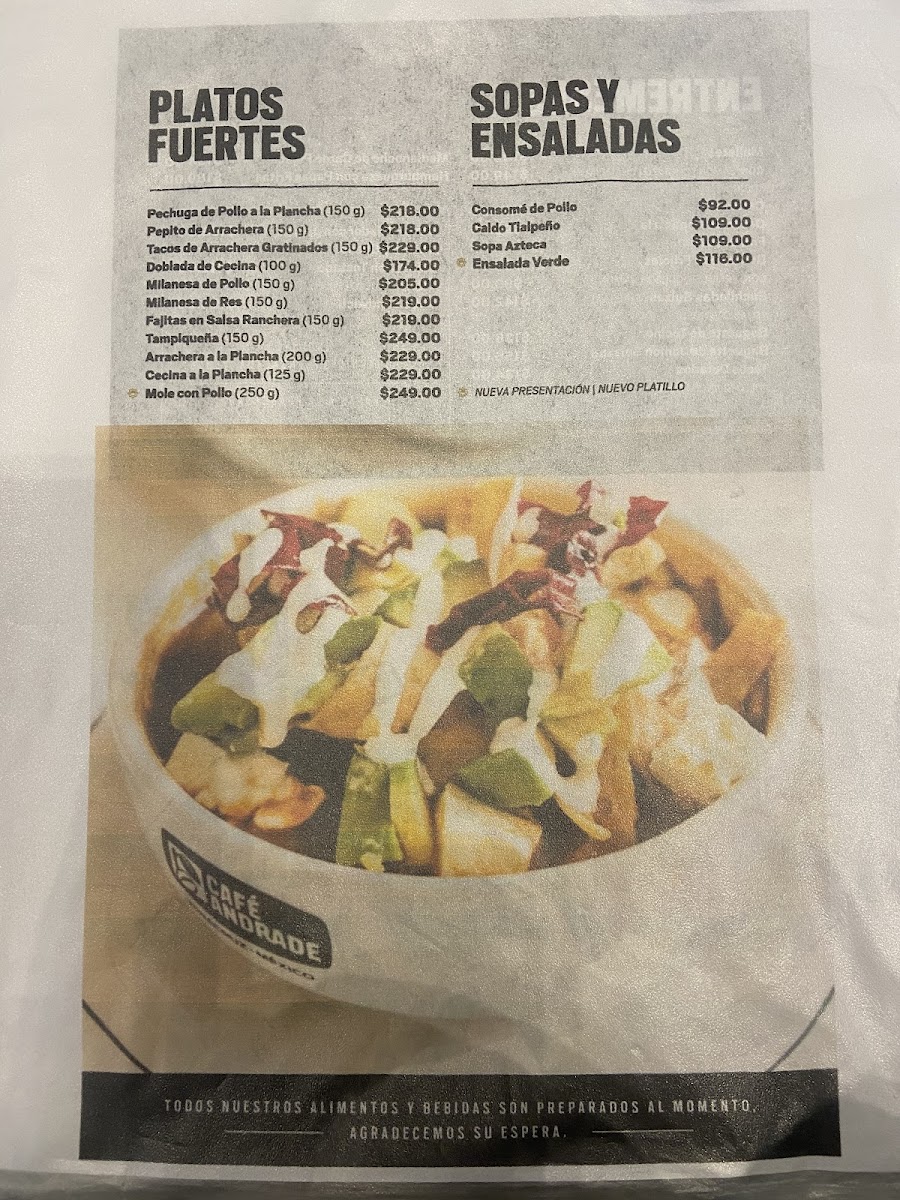 PLATOS
FUERTES
Pechuga de Pollo a la Plancha (150 g) $218.00
Pepito de Arrachera (150 g) $218.00
Tacos de Arrachera Gratinados (150 g) $229.00
Doblada de Cecina (100 g) $174.00
Milanesa de Pollo (150 g) $205.00
Milanesa de Res (150 g) $219.00
Fajitas en Salsa Ranchera (150 g) $219.00
Tampiqueña (150 g) $249.00
Arrachera a la Plancha (200 g) $229.00
Cecina a la Plancha (125 g) $229.00
Mole con Pollo (250 g) $249.00
SOPAS Y
ENSALADAS
Consomé de Pollo $92.00
Caldo Tlalpeño $109.00
Sopa Azteca $109.00
Ensalada Verde $116.00
NUEVA PRESENTACIÓN | NUEVO PLATILLO
CAFÉ
ANDRADE
MÉXICO
TODOS NUESTROS ALIMENTOS Y BEBIDAS SON PREPARADOS AL MOMENTO,
AGRADECEMOS SU ESPERA.